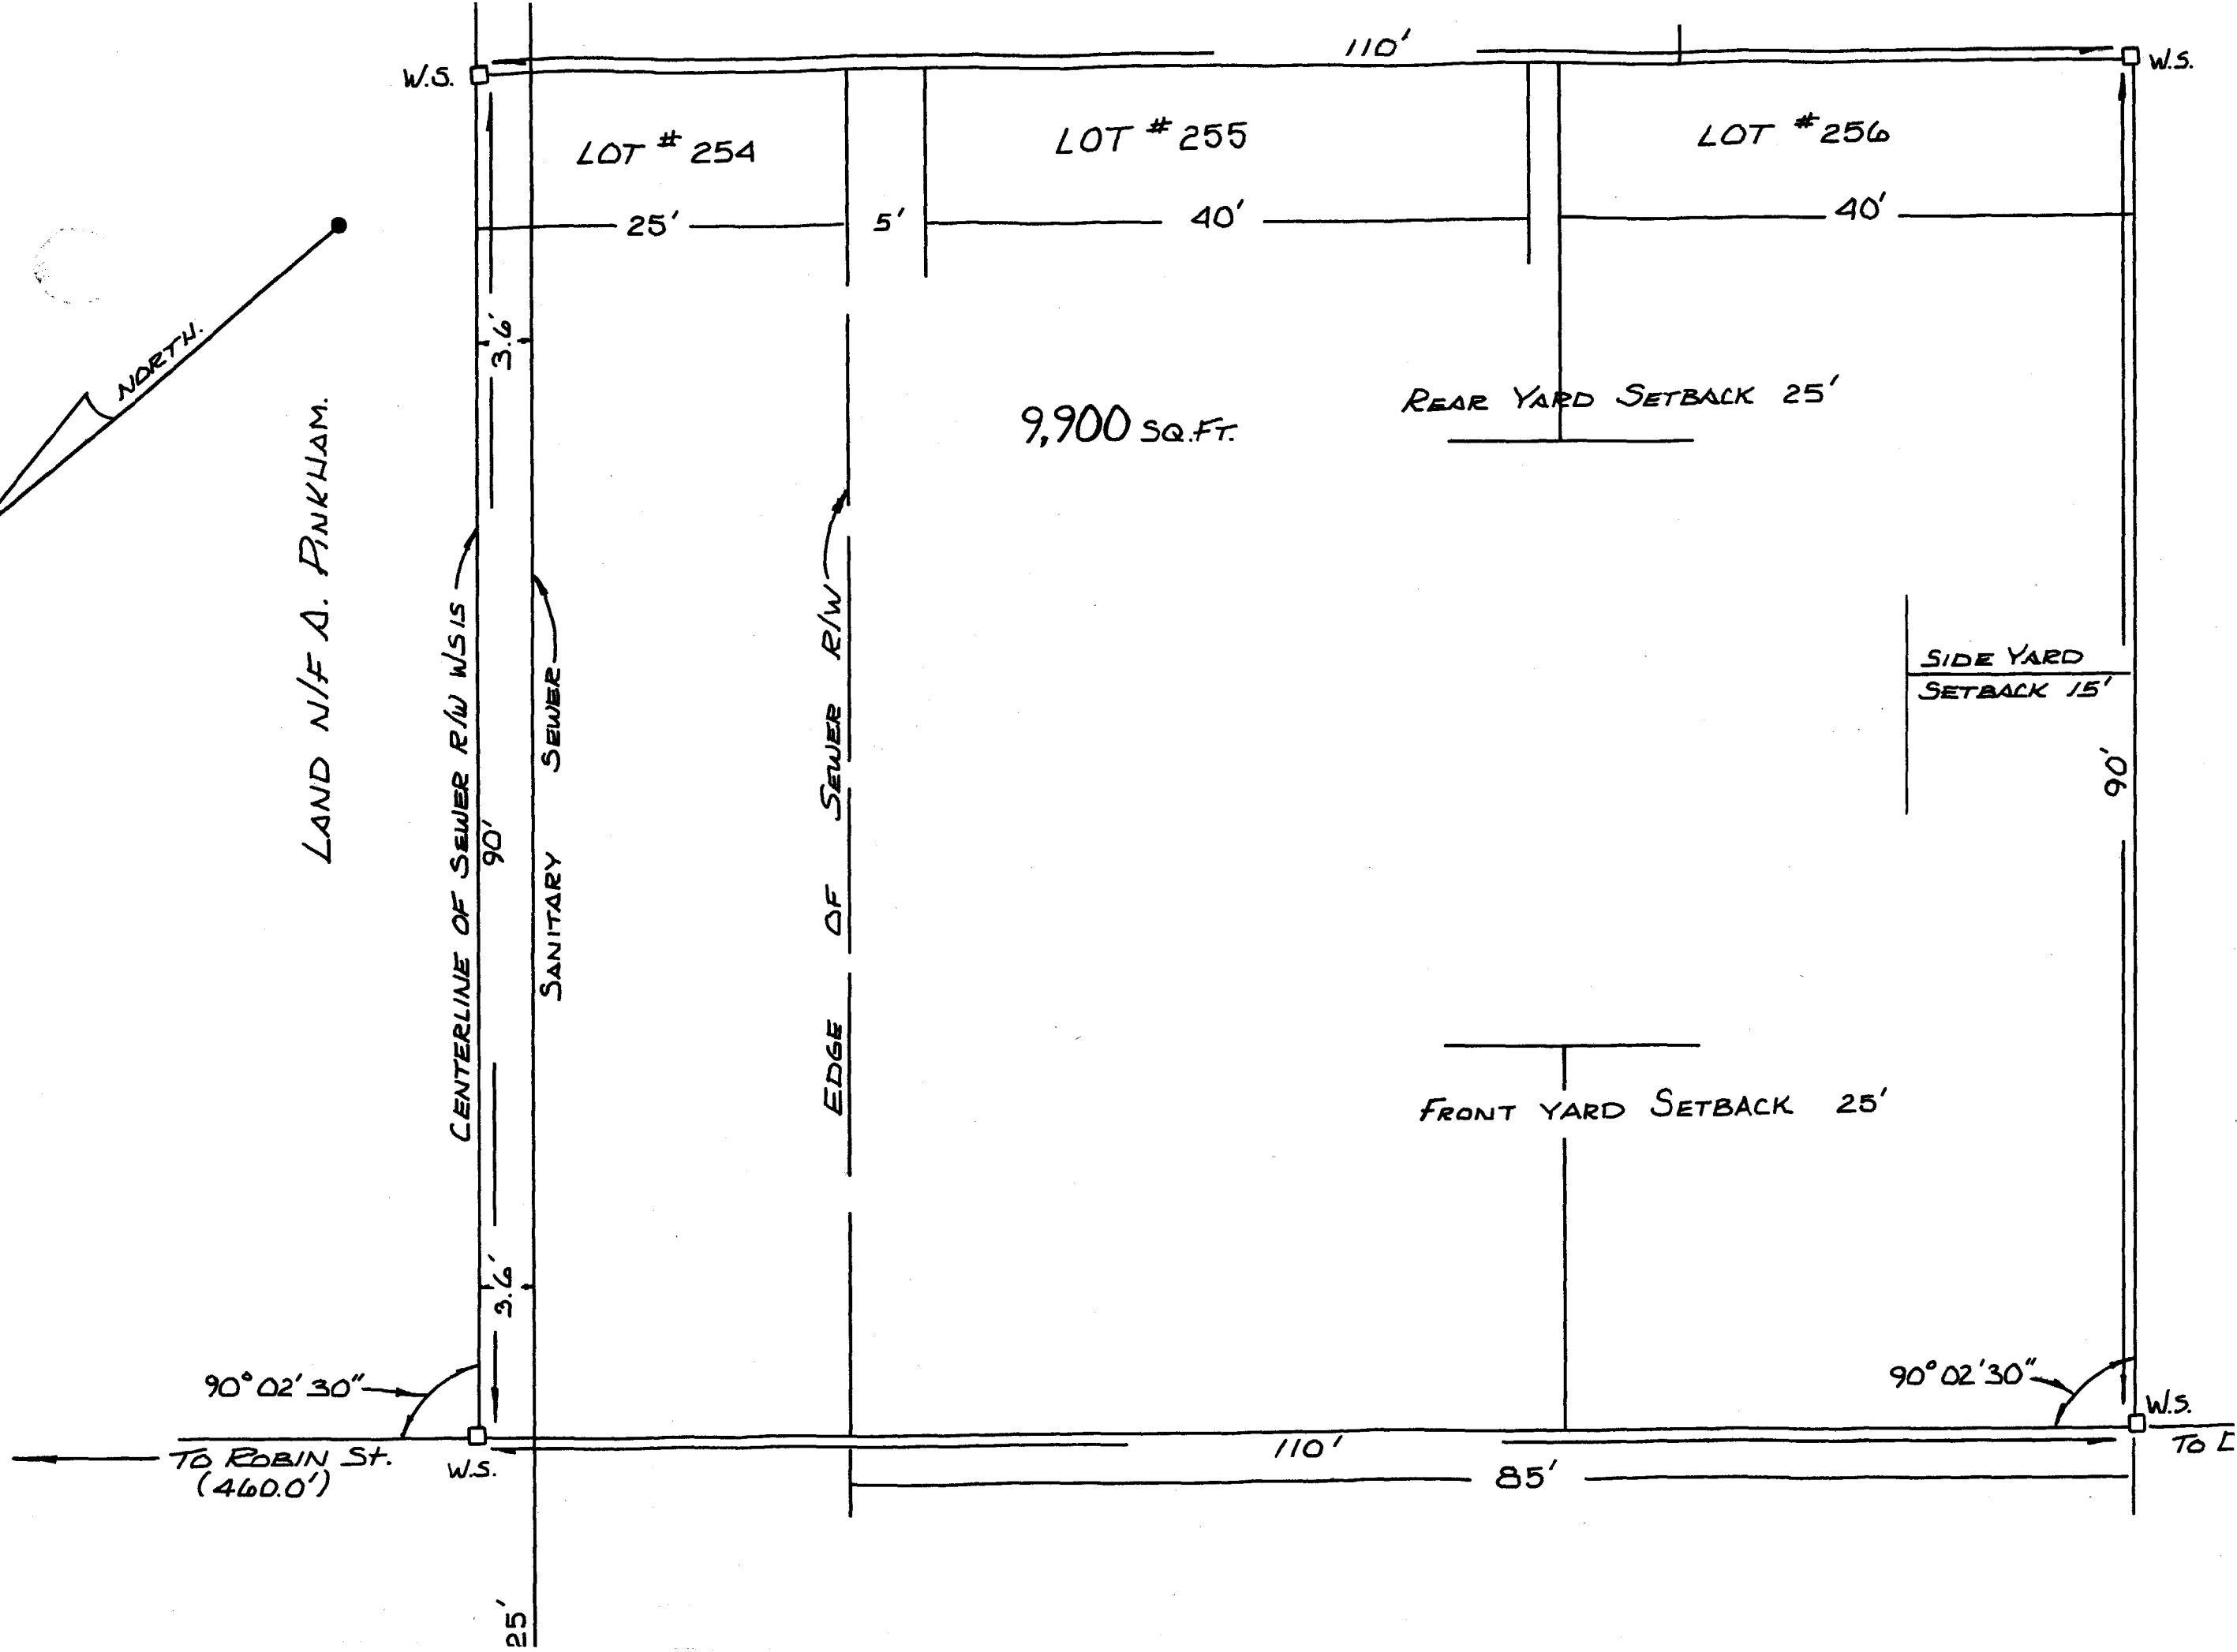 110'
W.S.
W.S.
LOT # 254
LOT # 255
LOT # 256
25'
5'
40'
40'
NORTH.
3.6'
LAND N/F A. PINKHAM.
9,900 SQ.FT.
REAR YARD SETBACK 25'
CENTERLINE OF SEWER R/W WSIS
90'
SANITARY SEWER
EDGE OF SEWER R/W
SIDE YARD
SETBACK 15'
90'
FRONT YARD SETBACK 25'
3.6'
90° 02' 30"
90° 02' 30"
W.S.
TO ROBIN St.
(460.0')
W.S.
110'
TO
85'
25'